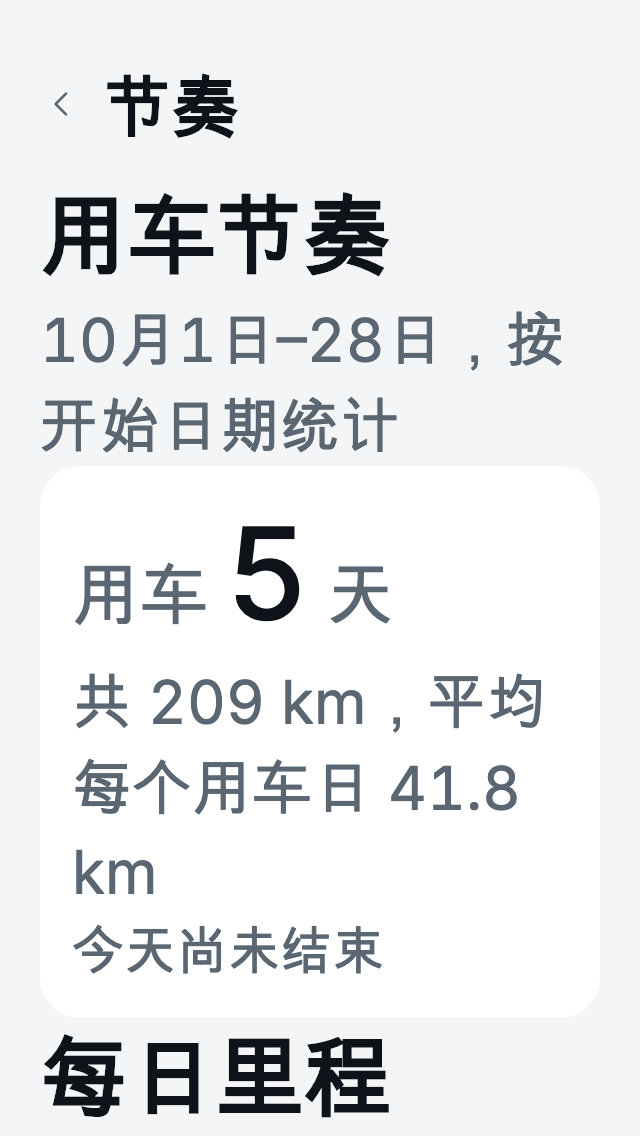 节奏
用车节奏
10月1日–28日，按
开始日期统计
用车 5 天
共 209 km，平均
每个用车日 41.8
km
今天尚未结束
每日里程